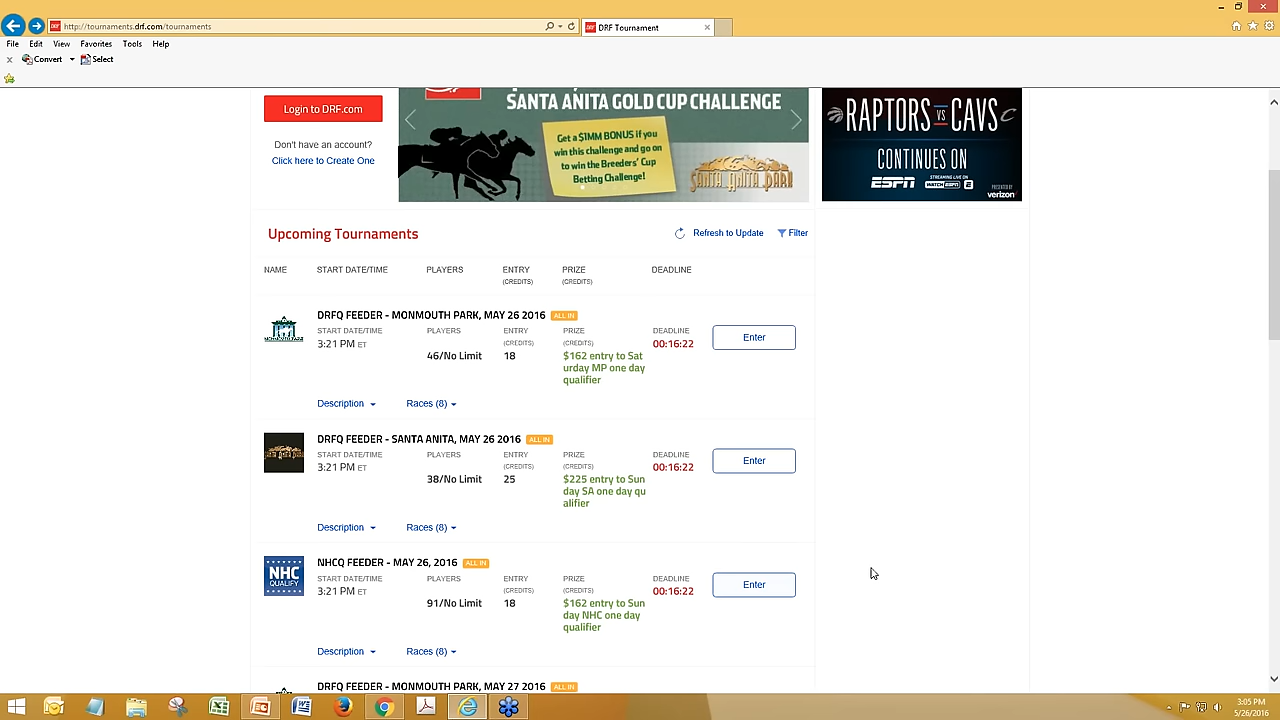 http://tournaments.drf.com/tournaments
DRF Tournament
File Edit View Favorites Tools Help
Convert Select
Login to DRF.com
Don't have an account?
Click here to Create One
SANTA ANITA GOLD CUP CHALLENGE
Get a $1MM BONUS if you
win this challenge and go on
to win the Breeders' Cup
Betting Challenge!
SANTA ANITA PARK
RAPTORS VS CAVS
CONTINUES ON
ESPN STREAMING LIVE ON WATCH ESPN
PRESENTED BY
verizon
Upcoming Tournaments
Refresh to Update Filter
NAME START DATE/TIME PLAYERS ENTRY (CREDITS) PRIZE (CREDITS) DEADLINE
DRFQ FEEDER - MONMOUTH PARK, MAY 26 2016 ALL IN
START DATE/TIME PLAYERS ENTRY PRIZE DEADLINE
3:21 PM ET (CREDITS) (CREDITS) 00:16:22 Enter
46/No Limit 18 $162 entry to Sat
urday MP one day
qualifier
Description Races (8)
DRFQ FEEDER - SANTA ANITA, MAY 26 2016 ALL IN
START DATE/TIME PLAYERS ENTRY PRIZE DEADLINE
3:21 PM ET (CREDITS) (CREDITS) 00:16:22 Enter
38/No Limit 25 $225 entry to Sun
day SA one day qu
alifier
Description Races (8)
NHC
QUALIFY
NHCQ FEEDER - MAY 26, 2016 ALL IN
START DATE/TIME PLAYERS ENTRY PRIZE DEADLINE
3:21 PM ET (CREDITS) (CREDITS) 00:16:22 Enter
91/No Limit 18 $162 entry to Sun
day NHC one day
qualifier
Description Races (8)
DRFQ FEEDER - MONMOUTH PARK, MAY 27 2016 ALL IN
3:05 PM
5/26/2016